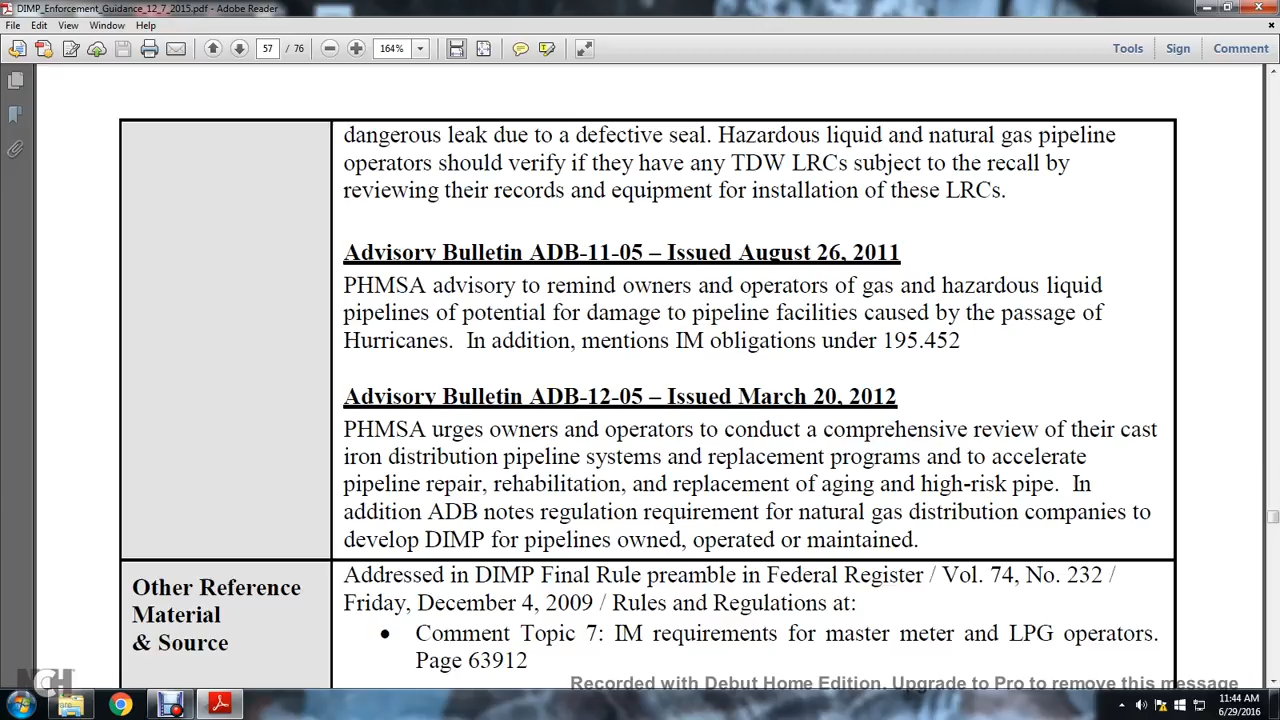 DIMP_Enforcement_Guidance_12_7_2015.pdf - Adobe Reader
File Edit View Window Help
57 / 76 164% Tools Sign Comment
dangerous leak due to a defective seal. Hazardous liquid and natural gas pipeline
operators should verify if they have any TDW LRCs subject to the recall by
reviewing their records and equipment for installation of these LRCs.
Advisory Bulletin ADB-11-05 – Issued August 26, 2011
PHMSA advisory to remind owners and operators of gas and hazardous liquid
pipelines of potential for damage to pipeline facilities caused by the passage of
Hurricanes. In addition, mentions IM obligations under 195.452
Advisory Bulletin ADB-12-05 – Issued March 20, 2012
PHMSA urges owners and operators to conduct a comprehensive review of their cast
iron distribution pipeline systems and replacement programs and to accelerate
pipeline repair, rehabilitation, and replacement of aging and high-risk pipe. In
addition ADB notes regulation requirement for natural gas distribution companies to
develop DIMP for pipelines owned, operated or maintained.
Other Reference
Material
& Source
Addressed in DIMP Final Rule preamble in Federal Register / Vol. 74, No. 232 /
Friday, December 4, 2009 / Rules and Regulations at:
• Comment Topic 7: IM requirements for master meter and LPG operators.
Page 63912
NCH
Recorded with Debut Home Edition. Upgrade to Pro to remove this message
11:44 AM
6/29/2016